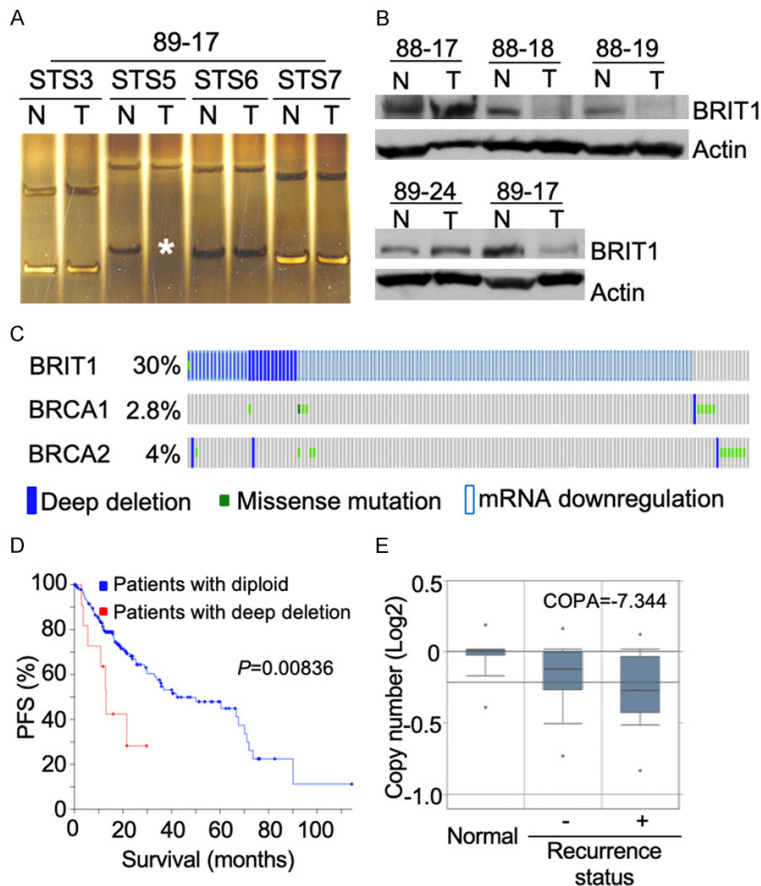 A
89-17
STS3 STS5 STS6 STS7
N T N T N T N T
*
B
88-17 88-18 88-19
N T N T N T
BRIT1
Actin
89-24 89-17
N T N T
BRIT1
Actin
C
BRIT1 30%
BRCA1 2.8%
BRCA2 4%
Deep deletion Missense mutation mRNA downregulation
D
Patients with diploid
Patients with deep deletion
P=0.00836
PFS (%)
100
80
60
40
20
0
0 20 40 60 80 100
Survival (months)
E
COPA=-7.344
Copy number (Log2)
0.5
0
-0.5
-1.0
Normal - +
Recurrence
status